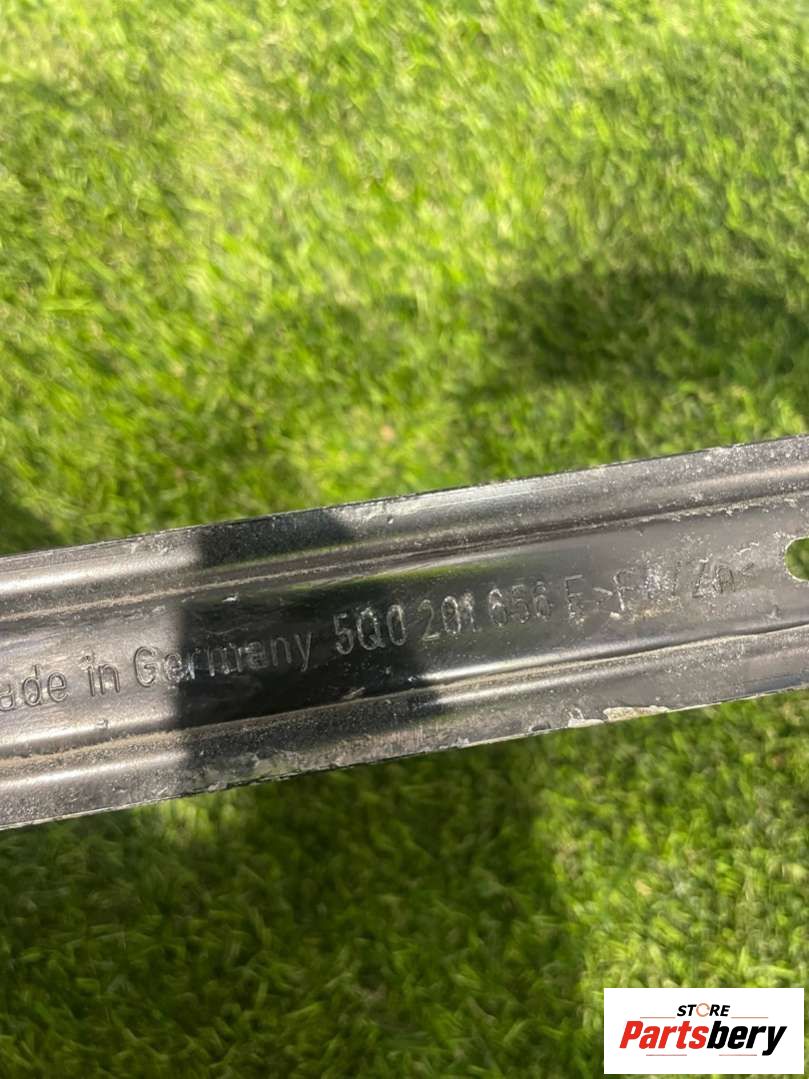 ade in Germany 5Q0 201 656 E
STORE
Partsbery